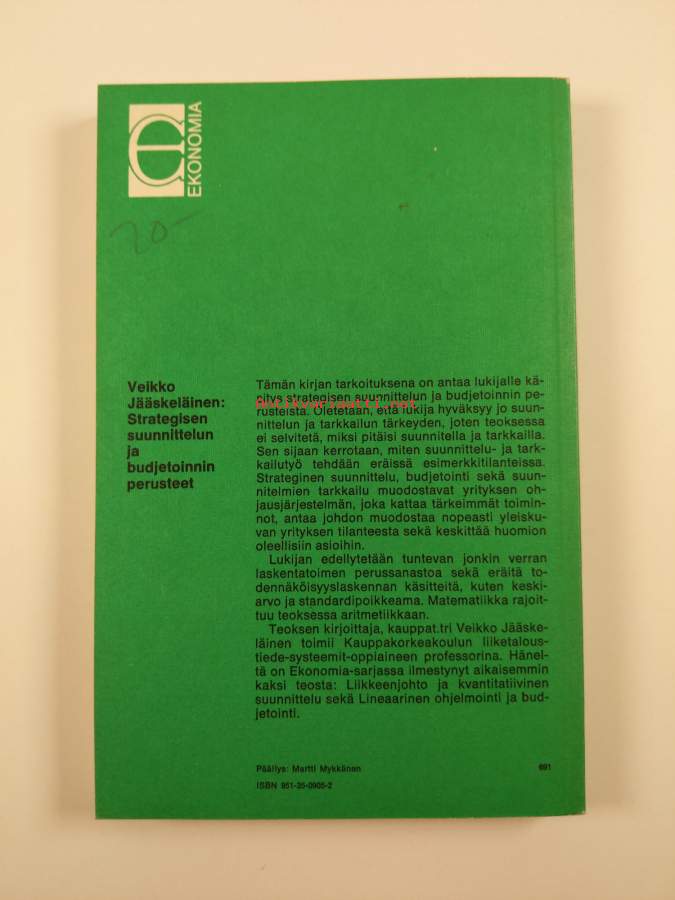 EKONOMIA
20-
Veikko
Jääskeläinen:
Strategisen
suunnittelun
ja
budjetoinnin
perusteet
Tämän kirjan tarkoituksena on antaa lukijalle kä-
sitys strategisen suunnittelun ja budjetoinnin pe-
rusteista. Oletetaan, että lukija hyväksyy jo suun-
nittelun ja tarkkailun tärkeyden, joten teoksessa
ei selvitetä, miksi pitäisi suunnitella ja tarkkailla.
Sen sijaan kerrotaan, miten suunnittelu- ja tark-
kailutyö tehdään eräissä esimerkkitilanteissa.
Strateginen suunnittelu, budjetointi sekä suun-
nitelmien tarkkailu muodostavat yrityksen oh-
jausjärjestelmän, joka kattaa tärkeimmät toimin-
not, antaa johdon muodostaa nopeasti yleisku-
van yrityksen tilanteesta sekä keskittää huomion
oleellisiin asioihin.
Lukijan edellytetään tuntevan jonkin verran
laskentatoimen perussanastoa sekä eräitä to-
dennäköisyyslaskennan käsitteitä, kuten keski-
arvo ja standardipoikkeama. Matematiikka rajoit-
tuu teoksessa aritmetiikkaan.
Teoksen kirjoittaja, kauppat.tri Veikko Jääske-
läinen toimii Kauppakorkeakoulun liiketalous-
tiede-systeemit-oppiaineen professorina. Hänel-
tä on Ekonomia-sarjassa ilmestynyt aikaisemmin
kaksi teosta: Liikkeenjohto ja kvantitatiivinen
suunnittelu sekä Lineaarinen ohjelmointi ja bud-
jetointi.
Päällys: Martti Mykkänen
691
ISBN 951-35-0905-2